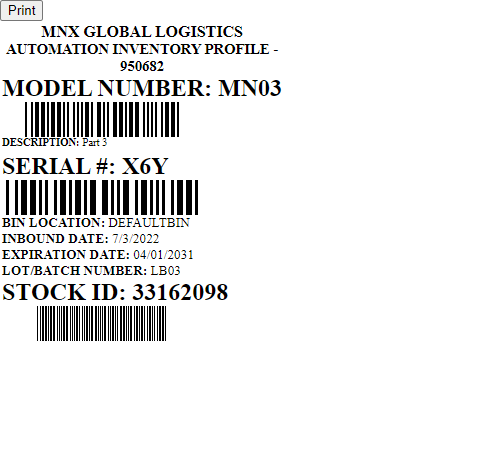 Print
MNX GLOBAL LOGISTICS
AUTOMATION INVENTORY PROFILE -
950682
MODEL NUMBER: MN03
DESCRIPTION: Part 3
SERIAL #: X6Y
BIN LOCATION: DEFAULTBIN
INBOUND DATE: 7/3/2022
EXPIRATION DATE: 04/01/2031
LOT/BATCH NUMBER: LB03
STOCK ID: 33162098